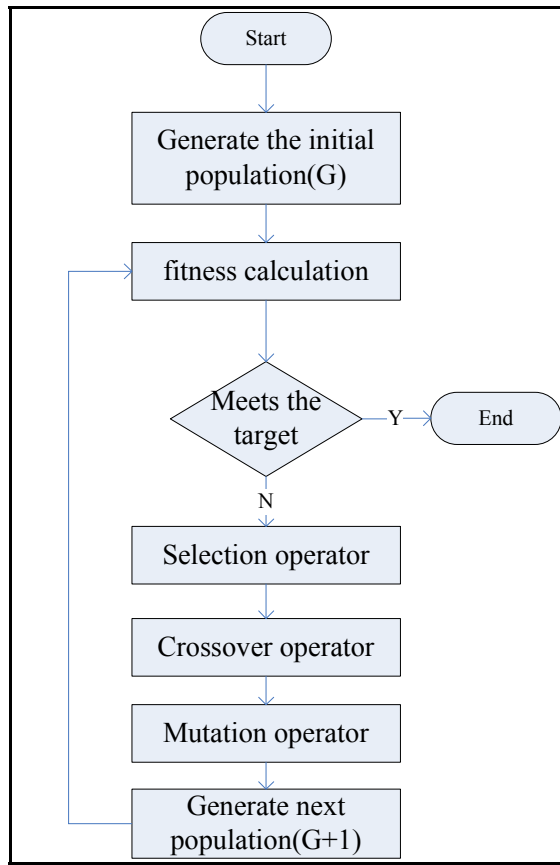 Start
Generate the initial
population(G)
fitness calculation
Meets the
target
Y
End
N
Selection operator
Crossover operator
Mutation operator
Generate next
population(G+1)